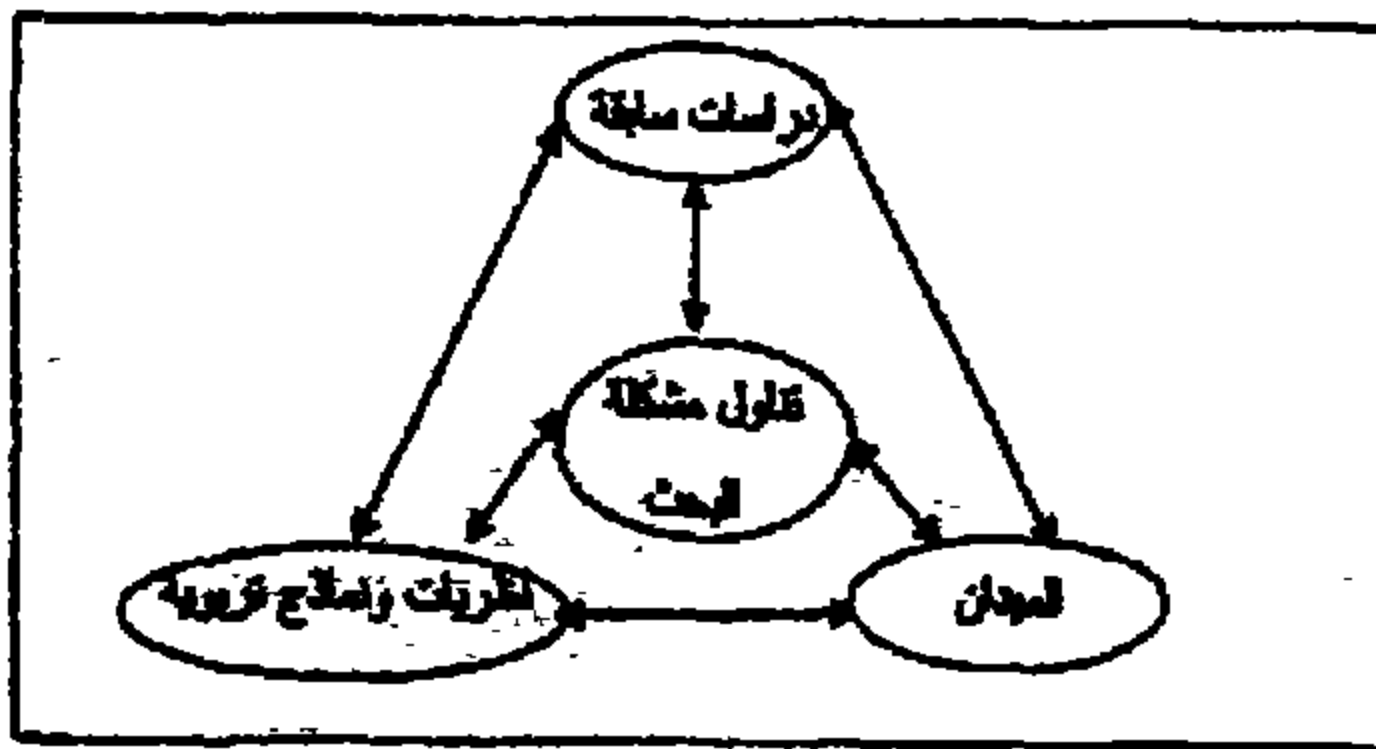 دراسات سابقة
تناول مشكلة
البحث
نظريات ونماذج تربوية
الميدان